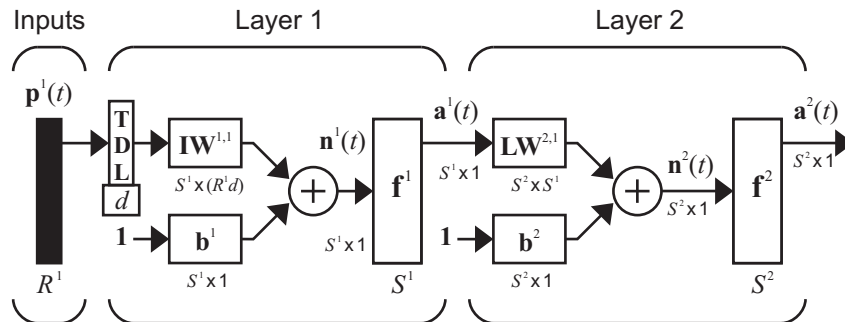 Inputs Layer 1 Layer 2
p¹(t) a¹(t) a²(t)
T
D
L
d
IW¹,¹
S¹ x (R¹d)
n¹(t)
f¹
S¹ x 1
LW²,¹
S² x S¹
n²(t)
S² x 1
f²
S² x 1
1
b¹
S¹ x 1
S¹ x 1
1
b²
S² x 1
R¹ S¹ S²